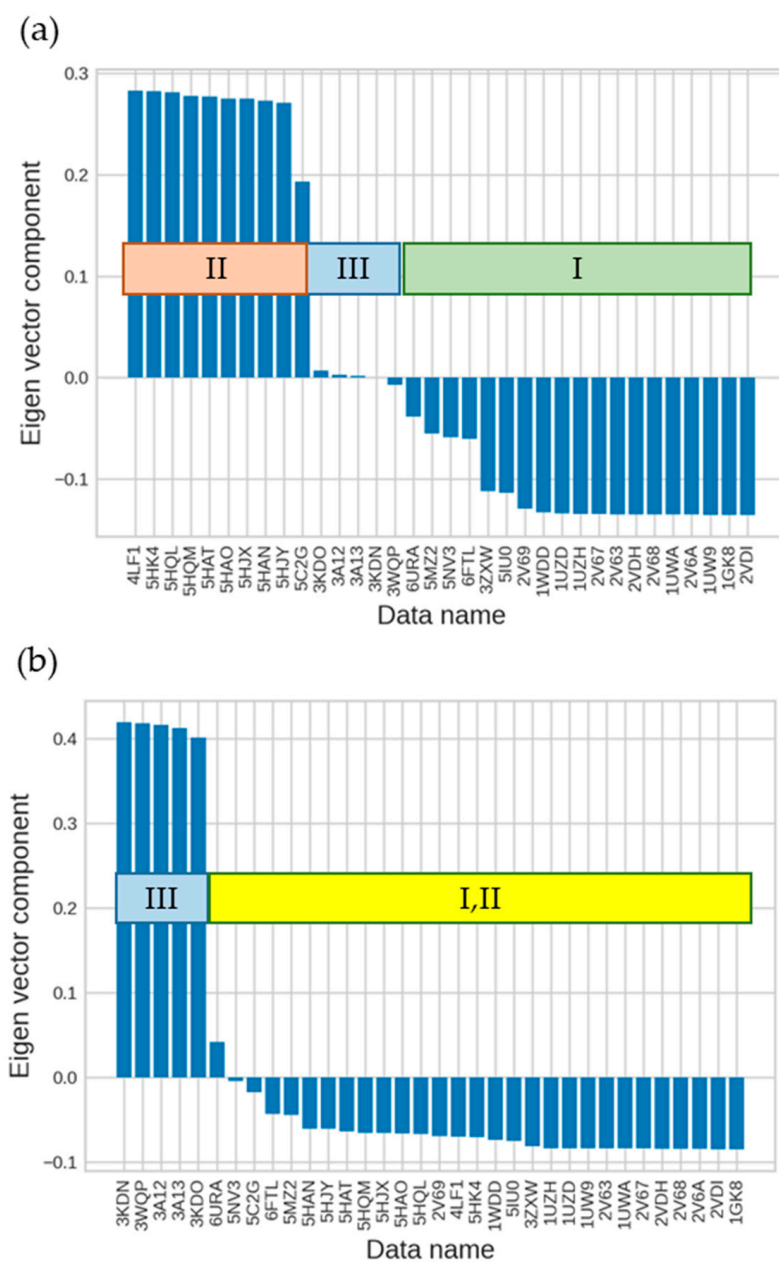 (a)
0.3
0.2
0.1
0.0
−0.1
Eigen vector component
II
III
I
4LF1 5HK4 5HQL 5HQM 5HAT 5HAO 5HJX 5HAN 5HJY 5C2G 3KDO 3A12 3A13 3KDN 3WQP 6URA 5MZ2 5NV3 6FTL 3ZXW 5IU0 2V69 1WDD 1UZD 1UZH 2V67 2V63 2VDH 2V68 1UWA 2V6A 1UW9 1GK8 2VDI
Data name
(b)
0.4
0.3
0.2
0.1
0.0
−0.1
Eigen vector component
III
I,II
3KDN 3WQP 3A12 3A13 3KDO 6URA 5NV3 5C2G 6FTL 5MZ2 5HAN 5HJY 5HAT 5HQM 5HJX 5HAO 5HQL 2V69 4LF1 5HK4 1WDD 5IU0 3ZXW 1UZH 1UZD 1UW9 2V63 1UWA 2V67 2VDH 2V68 2V6A 2VDI 1GK8
Data name